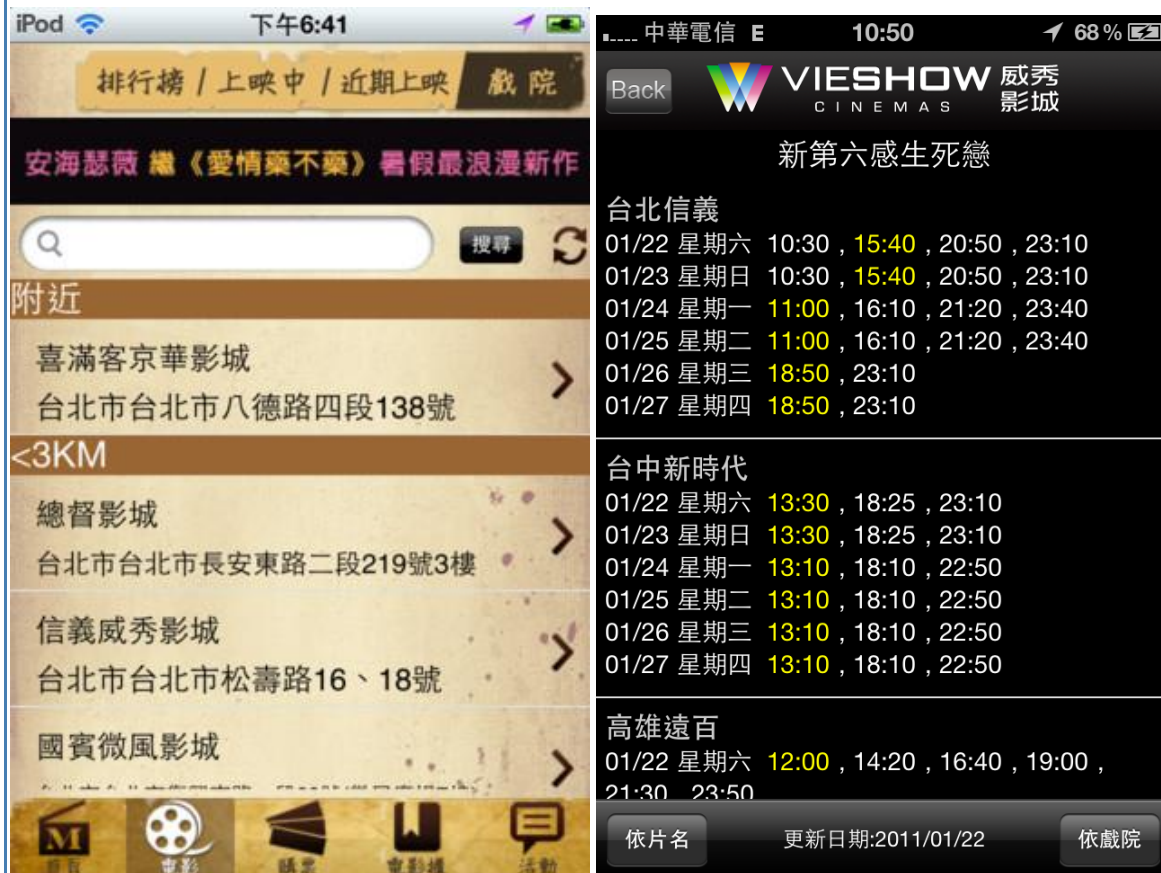 iPod 下午6:41
排行榜 / 上映中 / 近期上映 戲院
安海瑟薇 繼《愛情藥不藥》暑假最浪漫新作
搜尋
附近
喜滿客京華影城
台北市台北市八德路四段138號
<3KM
總督影城
台北市台北市長安東路二段219號3樓
信義威秀影城
台北市台北市松壽路16、18號
國賓微風影城
M
首頁 電影 購票 電影櫃 活動
中華電信 E 10:50 68%
Back VIESHOW CINEMAS 威秀影城
新第六感生死戀
台北信義
01/22 星期六 10:30 , 15:40 , 20:50 , 23:10
01/23 星期日 10:30 , 15:40 , 20:50 , 23:10
01/24 星期一 11:00 , 16:10 , 21:20 , 23:40
01/25 星期二 11:00 , 16:10 , 21:20 , 23:40
01/26 星期三 18:50 , 23:10
01/27 星期四 18:50 , 23:10
台中新時代
01/22 星期六 13:30 , 18:25 , 23:10
01/23 星期日 13:30 , 18:25 , 23:10
01/24 星期一 13:10 , 18:10 , 22:50
01/25 星期二 13:10 , 18:10 , 22:50
01/26 星期三 13:10 , 18:10 , 22:50
01/27 星期四 13:10 , 18:10 , 22:50
高雄遠百
01/22 星期六 12:00 , 14:20 , 16:40 , 19:00 ,
21:30 , 23:50
依片名 更新日期:2011/01/22 依戲院